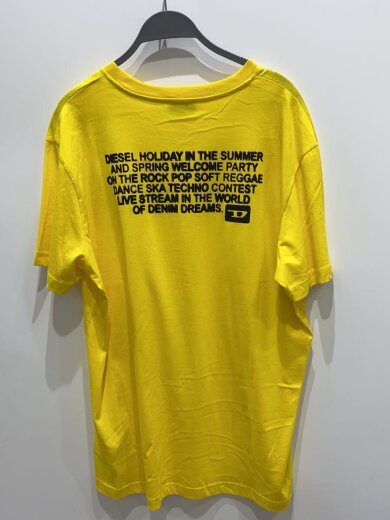 DIESEL HOLIDAY IN THE SUMMER
AND SPRING WELCOME PARTY
ON THE ROCK POP SOFT REGGAE
DANCE SKA TECHNO CONTEST
LIVE STREAM IN THE WORLD
OF DENIM DREAMS. D